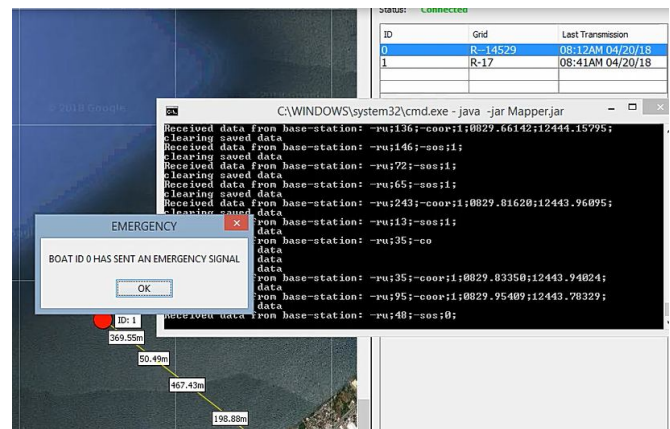 Status: Connected
ID Grid Last Transmission
0 R--14529 08:12AM 04/20/18
1 R-17 08:41AM 04/20/18
© 2018 Google
C:\WINDOWS\system32\cmd.exe - java -jar Mapper.jar
Received data from base-station: -ru;136;-coor;1;0829.66142;12444.15795;
clearing saved data
Received data from base-station: -ru;146;-sos;1;
clearing saved data
Received data from base-station: -ru;72;-sos;1;
clearing saved data
Received data from base-station: -ru;65;-sos;1;
clearing saved data
Received data from base-station: -ru;243;-coor;1;0829.81620;12443.96095;
clearing saved data
from base-station: -ru;13;-sos;1;
data
from base-station: -ru;35;-co
data
data
from base-station: -ru;35;-coor;1;0829.83350;12443.94024;
data
from base-station: -ru;95;-coor;1;0829.95409;12443.78329;
data
Received data from base-station: -ru;48;-sos;0;
EMERGENCY
BOAT ID 0 HAS SENT AN EMERGENCY SIGNAL
OK
ID: 1
369.55m
50.49m
467.43m
198.88m